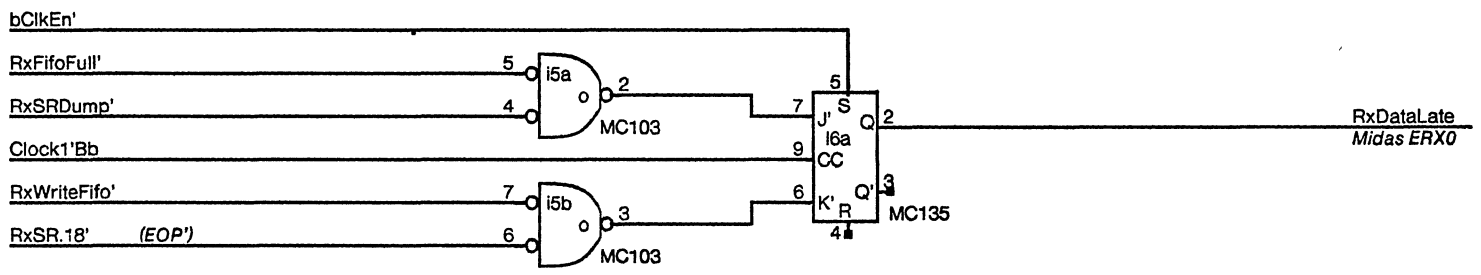 bClkEn'
RxFifoFull' 5 i5a 2 5
RxSRDump' 4 o MC103 7 J' S Q 2 RxDataLate
I6a Midas ERX0
Clock1'Bb 9 CC
RxWriteFifo' 7 i5b 3 6 K' Q' 3
RxSR.18' (EOP') 6 o MC103 R 4 MC135